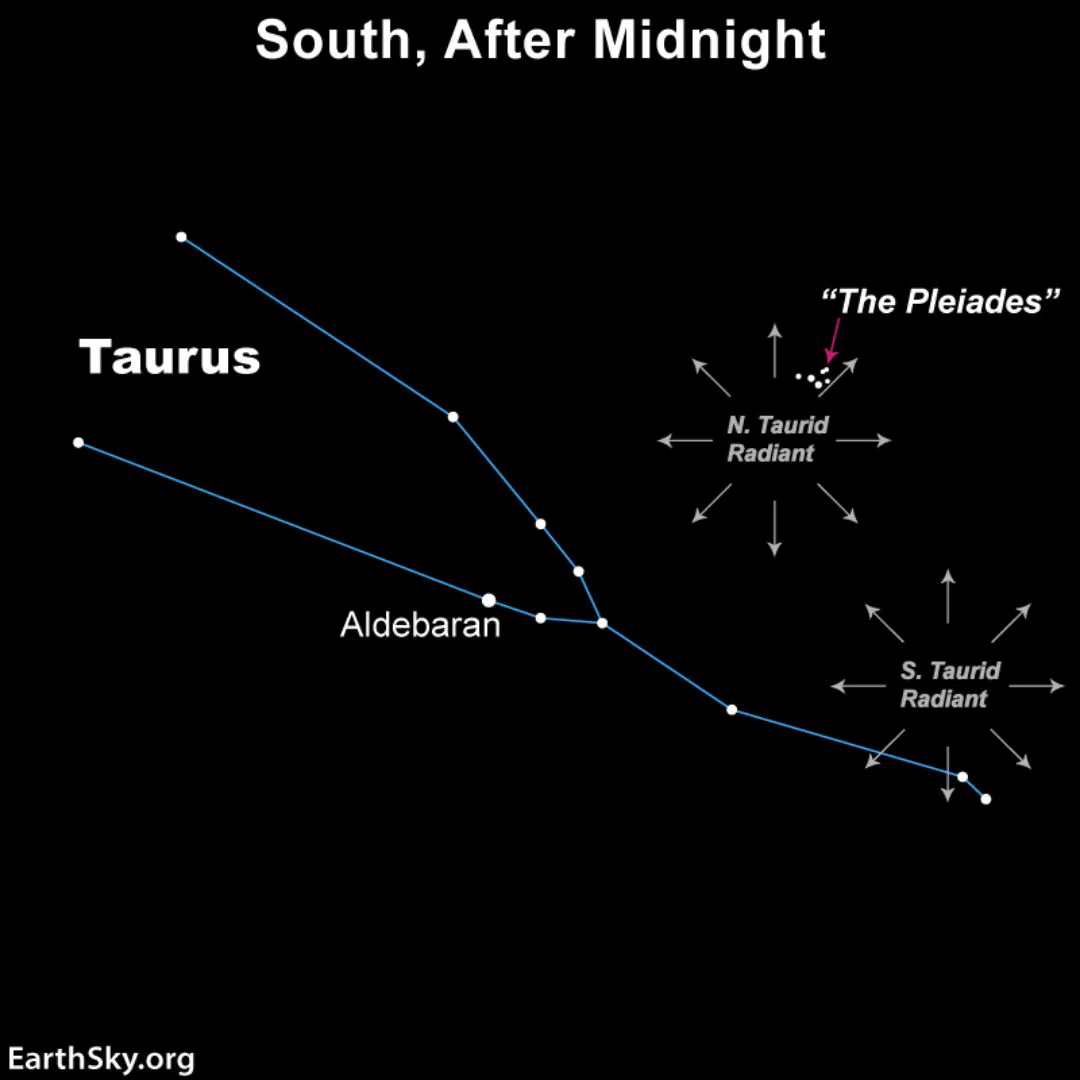 South, After Midnight
“The Pleiades”
Taurus
N. Taurid
Radiant
Aldebaran
S. Taurid
Radiant
EarthSky.org